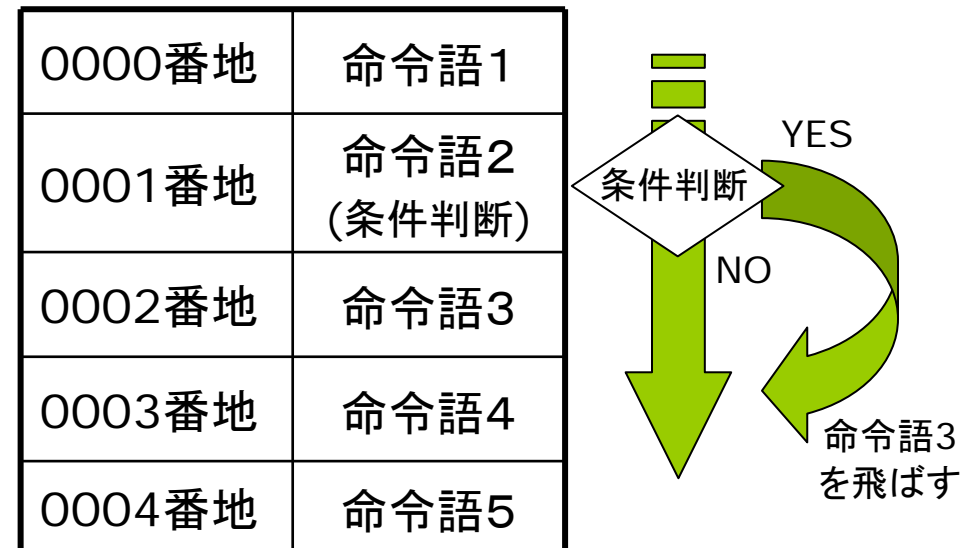 0000番地 命令語1
0001番地 命令語2
(条件判断)
0002番地 命令語3
0003番地 命令語4
0004番地 命令語5
YES
条件判断
NO
命令語3
を飛ばす